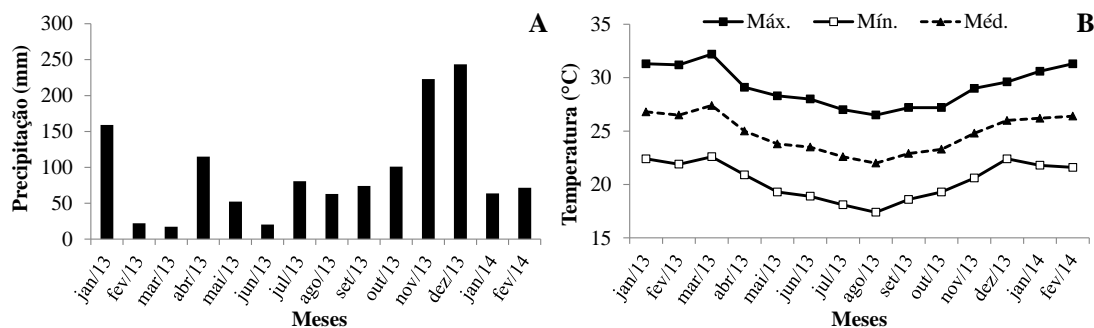 A
Precipitação (mm)
300
250
200
150
100
50
0
jan/13
fev/13
mar/13
abr/13
mai/13
jun/13
jul/13
ago/13
set/13
out/13
nov/13
dez/13
jan/14
fev/14
Meses
Máx.
Mín.
Méd.
B
Temperatura (°C)
35
30
25
20
15
jan/13
fev/13
mar/13
abr/13
mai/13
jun/13
jul/13
ago/13
set/13
out/13
nov/13
dez/13
jan/14
fev/14
Meses